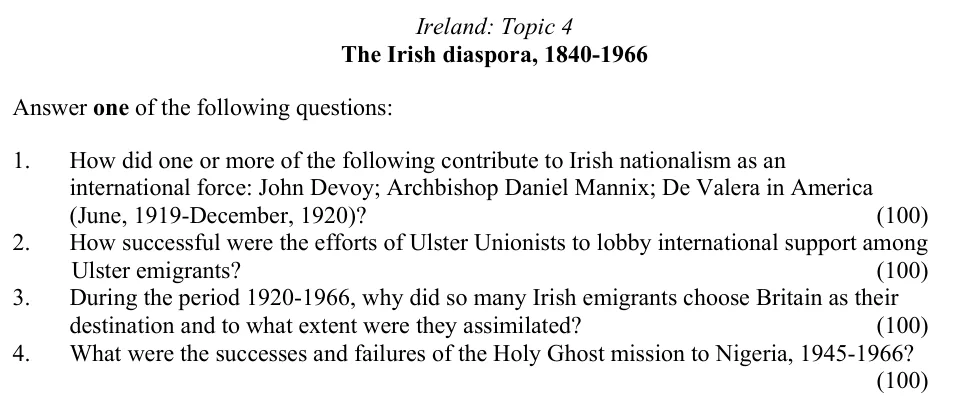 Ireland: Topic 4
The Irish diaspora, 1840-1966
Answer one of the following questions:
1. How did one or more of the following contribute to Irish nationalism as an
international force: John Devoy; Archbishop Daniel Mannix; De Valera in America
(June, 1919-December, 1920)? (100)
2. How successful were the efforts of Ulster Unionists to lobby international support among
Ulster emigrants? (100)
3. During the period 1920-1966, why did so many Irish emigrants choose Britain as their
destination and to what extent were they assimilated? (100)
4. What were the successes and failures of the Holy Ghost mission to Nigeria, 1945-1966?
(100)